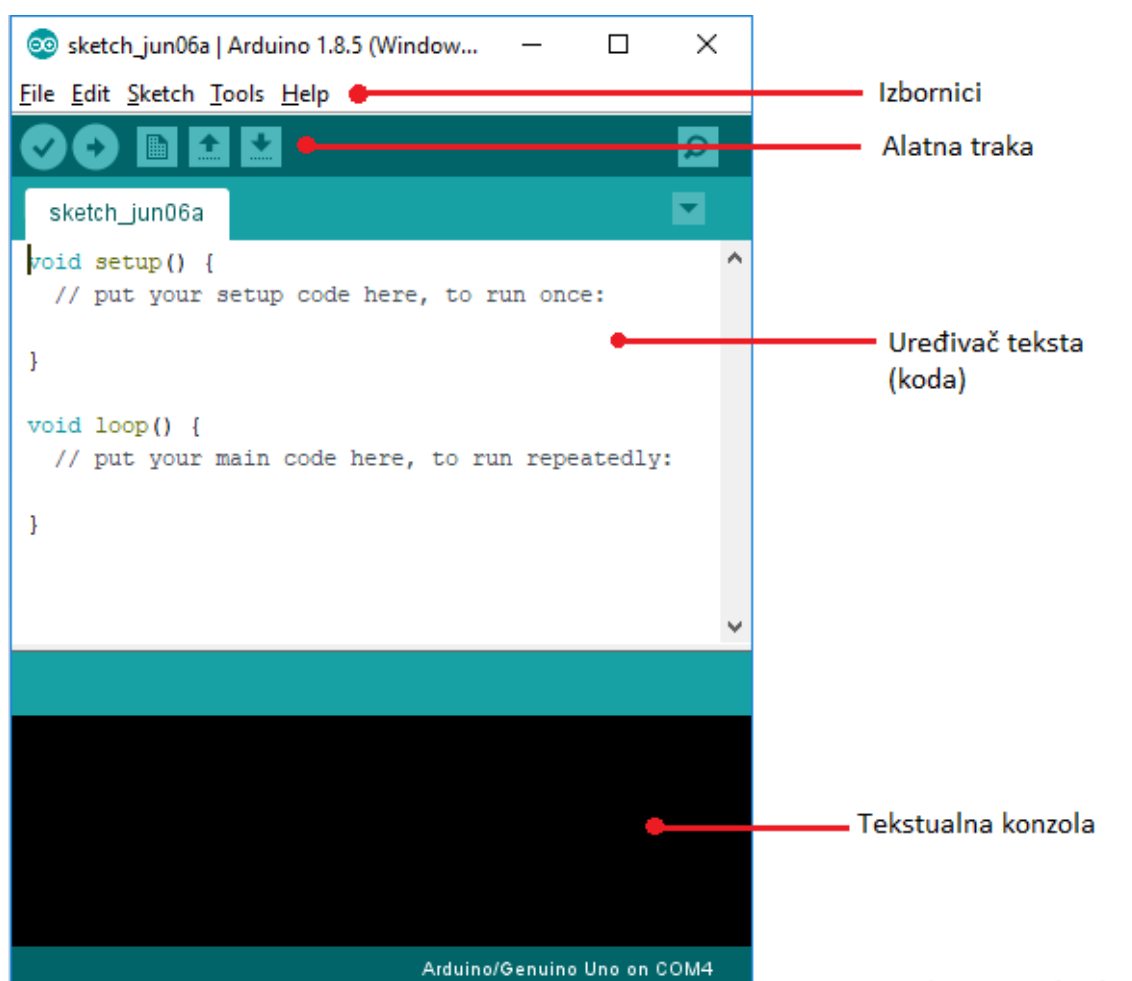 sketch_jun06a | Arduino 1.8.5 (Window...
File Edit Sketch Tools Help
Izbornici
Alatna traka
sketch_jun06a
void setup() {
  // put your setup code here, to run once:
}
Uređivač teksta
(koda)
void loop() {
  // put your main code here, to run repeatedly:
}
Tekstualna konzola
Arduino/Genuino Uno on COM4